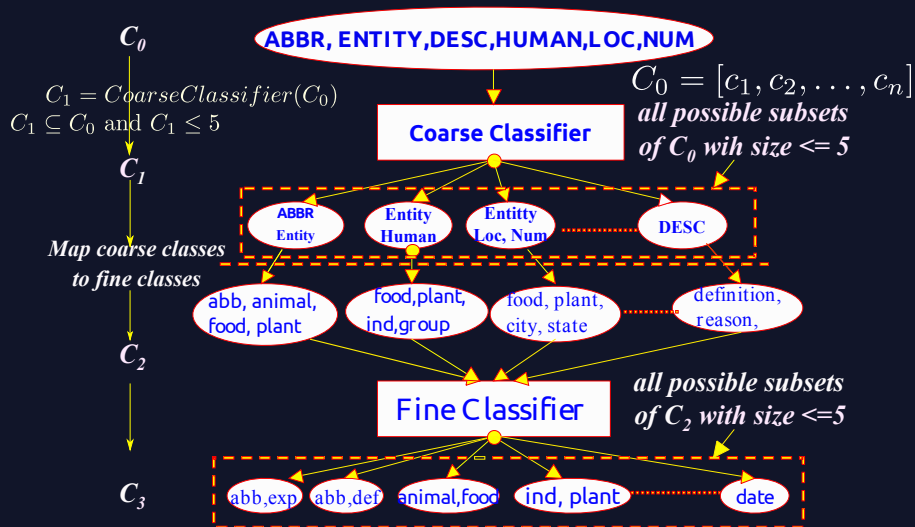 C0
ABBR, ENTITY,DESC,HUMAN,LOC,NUM
C1 = CoarseClassifier(C0)
C1 ⊆ C0 and C1 ≤ 5
C0 = [c1, c2, . . . , cn]
all possible subsets
of C0 wih size <= 5
Coarse Classifier
C1
ABBR
Entity
Entity
Human
Entitty
Loc, Num
DESC
Map coarse classes
to fine classes
abb, animal,
food, plant
food,plant,
ind,group
food, plant,
city, state
definition,
reason,
C2
Fine Classifier
all possible subsets
of C2 with size <=5
C3
abb,exp
abb,def
animal,food
ind, plant
date